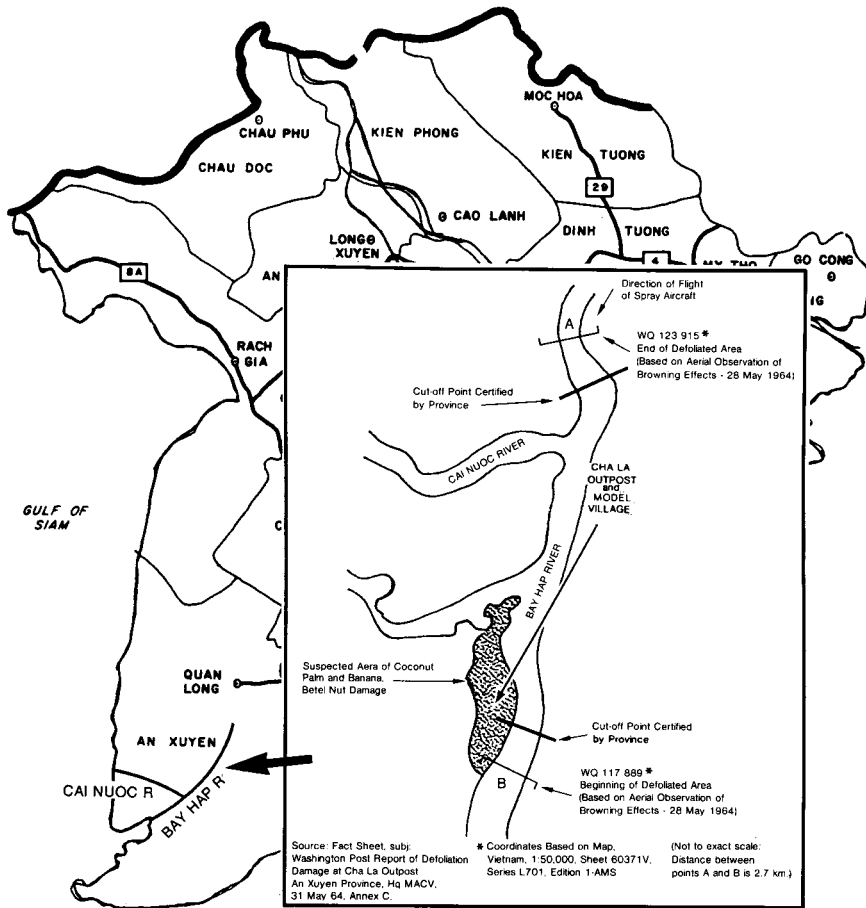 MOC HOA
CHAU PHU
KIEN PHONG
KIEN TUONG
CHAU DOC
29
CAO LANH
DINH TUONG
LONG
XUYEN
4
MY THO
GO CONG
8A
AN
NG
RACH
GIA
GULF OF
SIAM
C
QUAN
LONG
AN XUYEN
CAI NUOC R
BAY HAP R
Direction of Flight
of Spray Aircraft
A
WQ 123 915 *
End of Defoliated Area
(Based on Aerial Observation of
Browning Effects - 28 May 1964)
Cut-off Point Certified
by Province
CAI NUOC RIVER
CHA LA
OUTPOST
and
MODEL
VILLAGE
BAY HAP RIVER
Suspected Aera of Coconut
Palm and Banana,
Betel Nut Damage
Cut-off Point Certified
by Province
B
WQ 117 889 *
Beginning of Defoliated Area
(Based on Aerial Observation of
Browning Effects - 28 May 1964)
Source: Fact Sheet, subj:
Washington Post Report of Defoliation
Damage at Cha La Outpost
An Xuyen Province, Hq MACV,
31 May 64, Annex C.
* Coordinates Based on Map,
Vietnam, 1:50,000, Sheet 60371V,
Series L701, Edition 1-AMS
(Not to exact scale:
Distance between
points A and B is 2.7 km.)